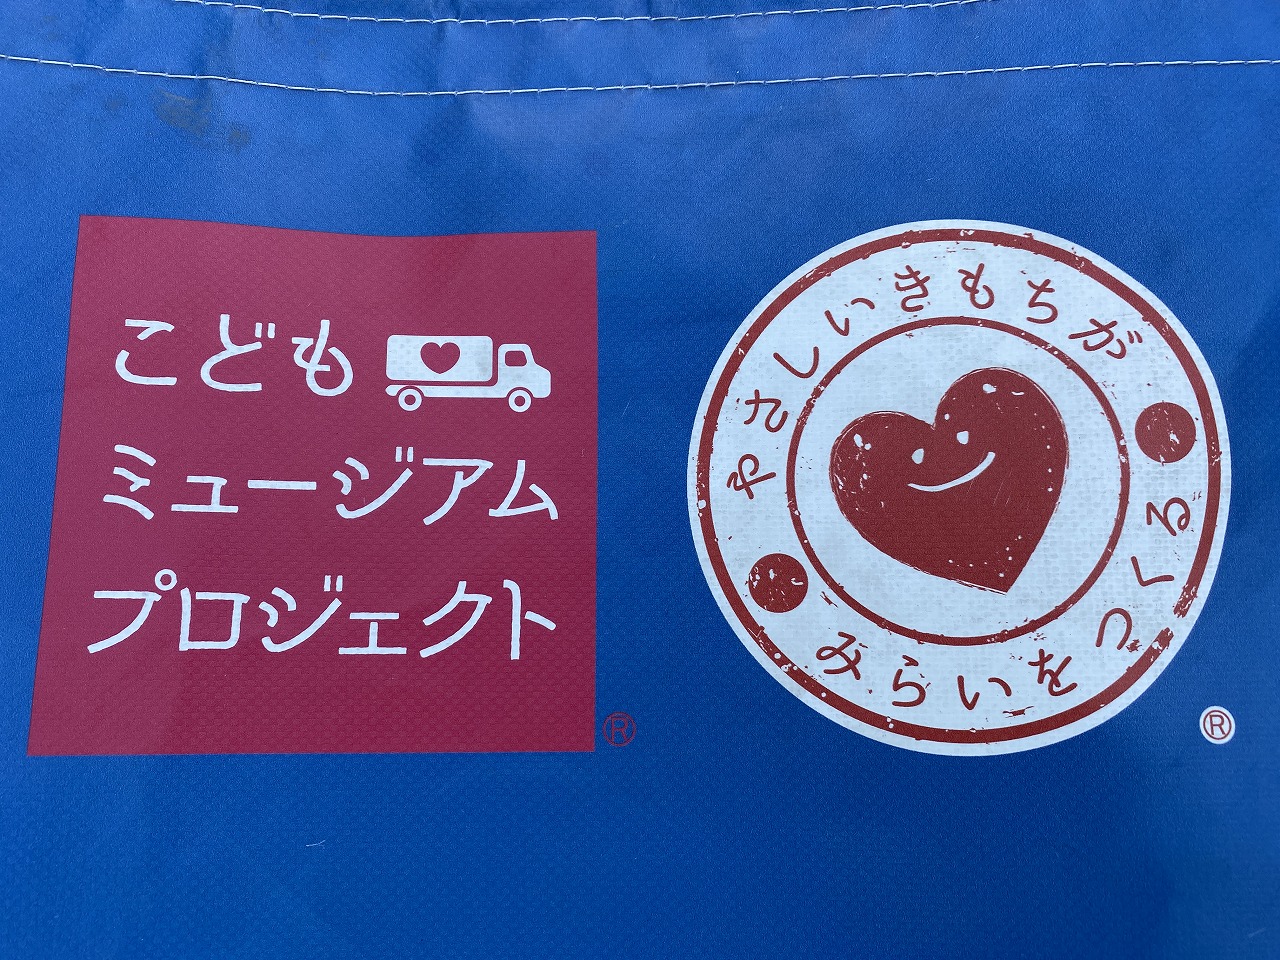 こども
ミュージアム
プロジェクト
®
やさしいきもちが
みらいをつくる
®